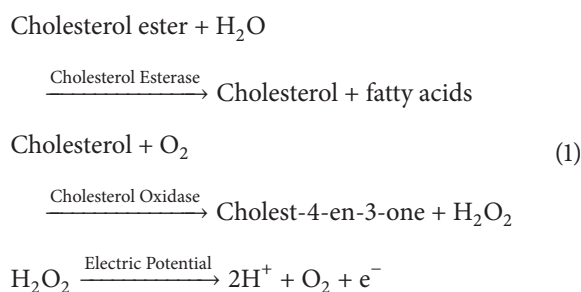 Cholesterol ester + H₂O
Cholesterol Esterase
⟶ Cholesterol + fatty acids
Cholesterol + O₂
(1)
Cholesterol Oxidase
⟶ Cholest-4-en-3-one + H₂O₂
H₂O₂ Electric Potential ⟶ 2H⁺ + O₂ + e⁻